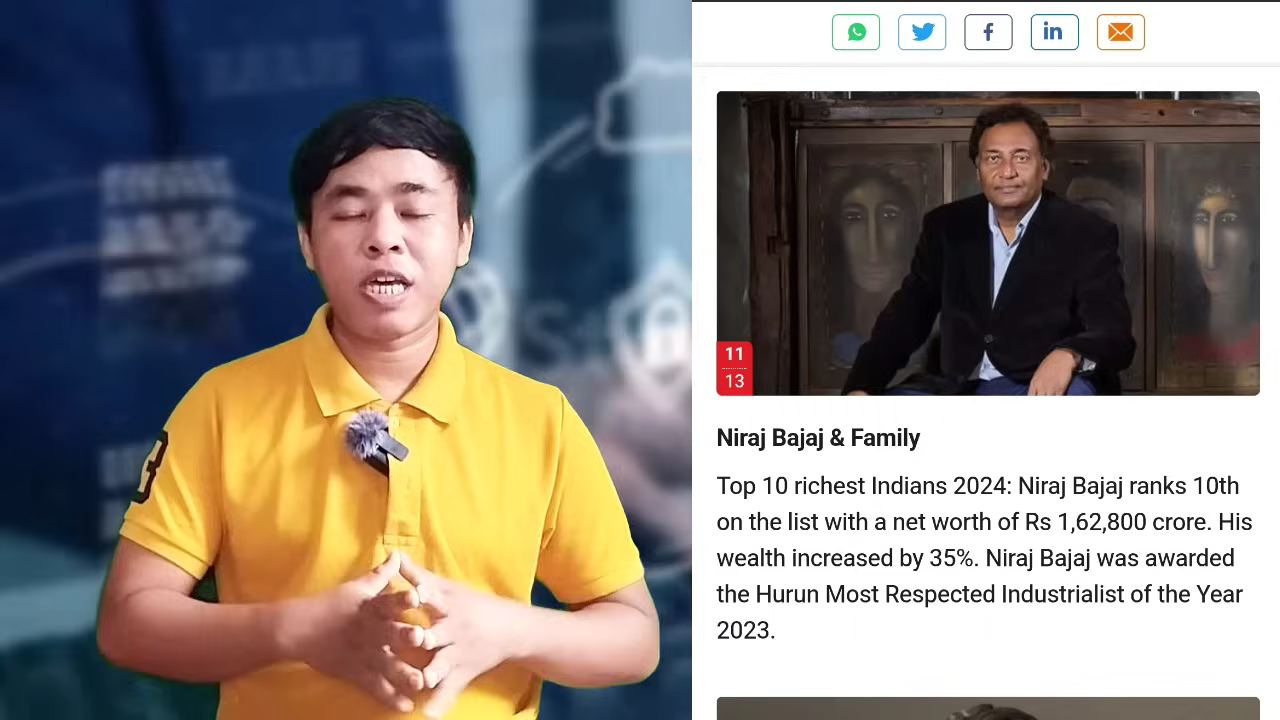 11
13
Niraj Bajaj & Family
Top 10 richest Indians 2024: Niraj Bajaj ranks 10th
on the list with a net worth of Rs 1,62,800 crore. His
wealth increased by 35%. Niraj Bajaj was awarded
the Hurun Most Respected Industrialist of the Year
2023.